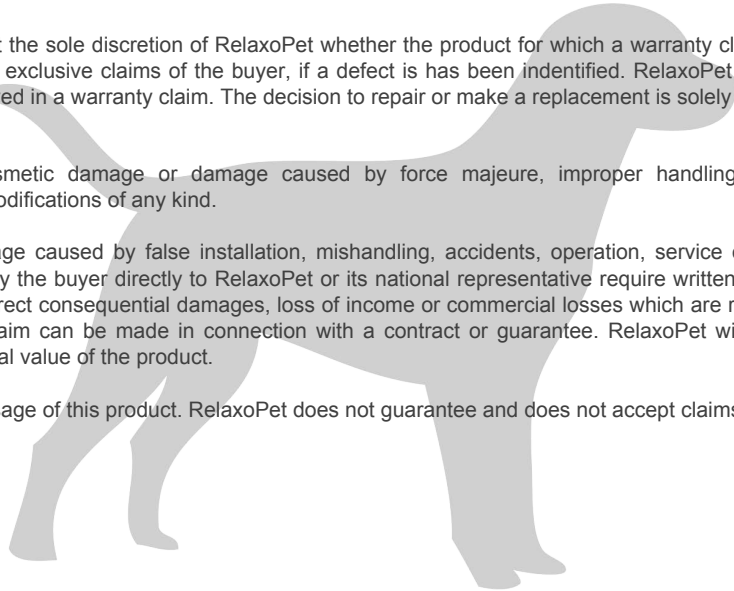 t the sole discretion of RelaxoPet whether the product for which a warranty cl
exclusive claims of the buyer, if a defect is has been indentified. RelaxoPet
ed in a warranty claim. The decision to repair or make a replacement is solely
smetic damage or damage caused by force majeure, improper handling
odifications of any kind.
age caused by false installation, mishandling, accidents, operation, service
y the buyer directly to RelaxoPet or its national representative require written
rect consequential damages, loss of income or commercial losses which are
aim can be made in connection with a contract or guarantee. RelaxoPet wi
al value of the product.
sage of this product. RelaxoPet does not guarantee and does not accept claims